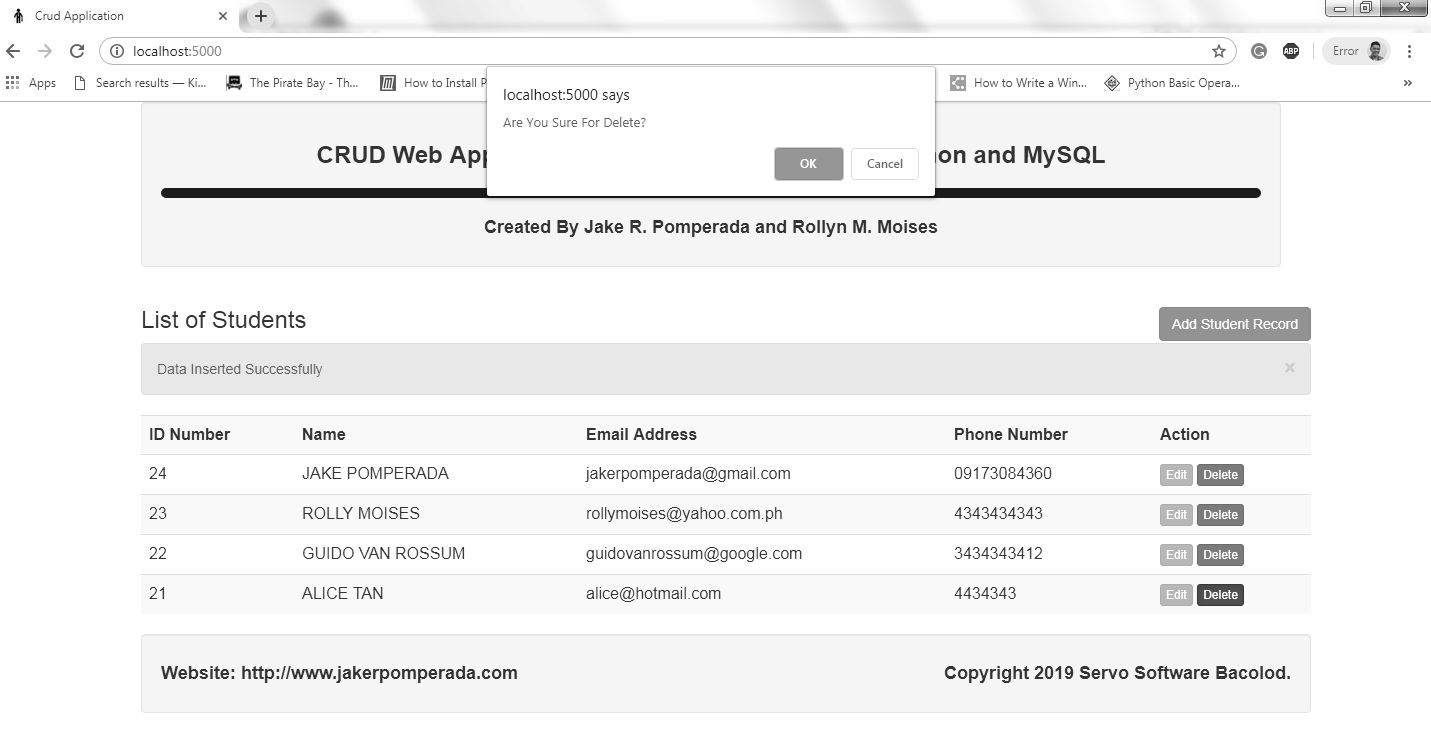 Crud Application
localhost:5000
ABP
Error
Apps
Search results — Ki...
The Pirate Bay - Th...
How to Install P
How to Write a Win...
Python Basic Opera...
localhost:5000 says
Are You Sure For Delete?
OK
Cancel
CRUD Web App
on and MySQL
Created By Jake R. Pomperada and Rollyn M. Moises
List of Students
Add Student Record
Data Inserted Successfully
ID Number Name Email Address Phone Number Action
24 JAKE POMPERADA jakerpomperada@gmail.com 09173084360 Edit Delete
23 ROLLY MOISES rollymoises@yahoo.com.ph 4343434343 Edit Delete
22 GUIDO VAN ROSSUM guidovanrossum@google.com 3434343412 Edit Delete
21 ALICE TAN alice@hotmail.com 4434343 Edit Delete
Website: http://www.jakerpomperada.com
Copyright 2019 Servo Software Bacolod.